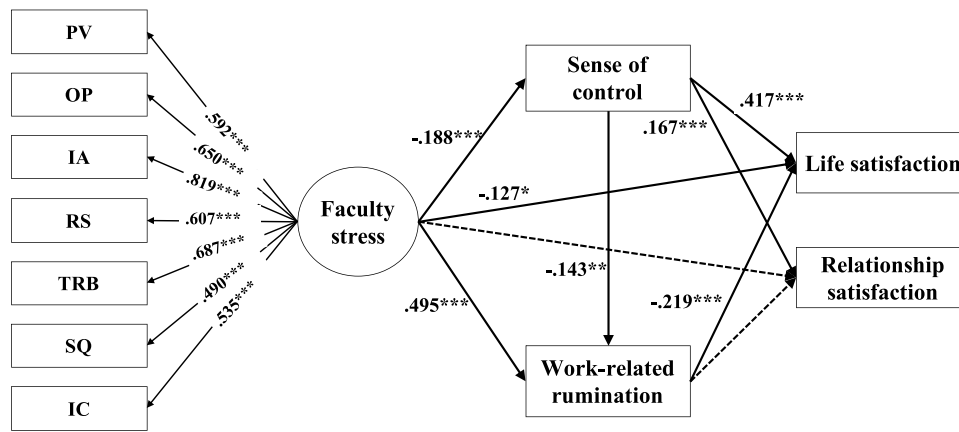 PV
OP
IA
RS
TRB
SQ
IC
.592***
.650***
.819***
.607***
.687***
.490***
.535***
Faculty
stress
-.188***
-.127*
.495***
Sense of
control
-.143**
Work-related
rumination
.417***
.167***
-.219***
Life satisfaction
Relationship
satisfaction